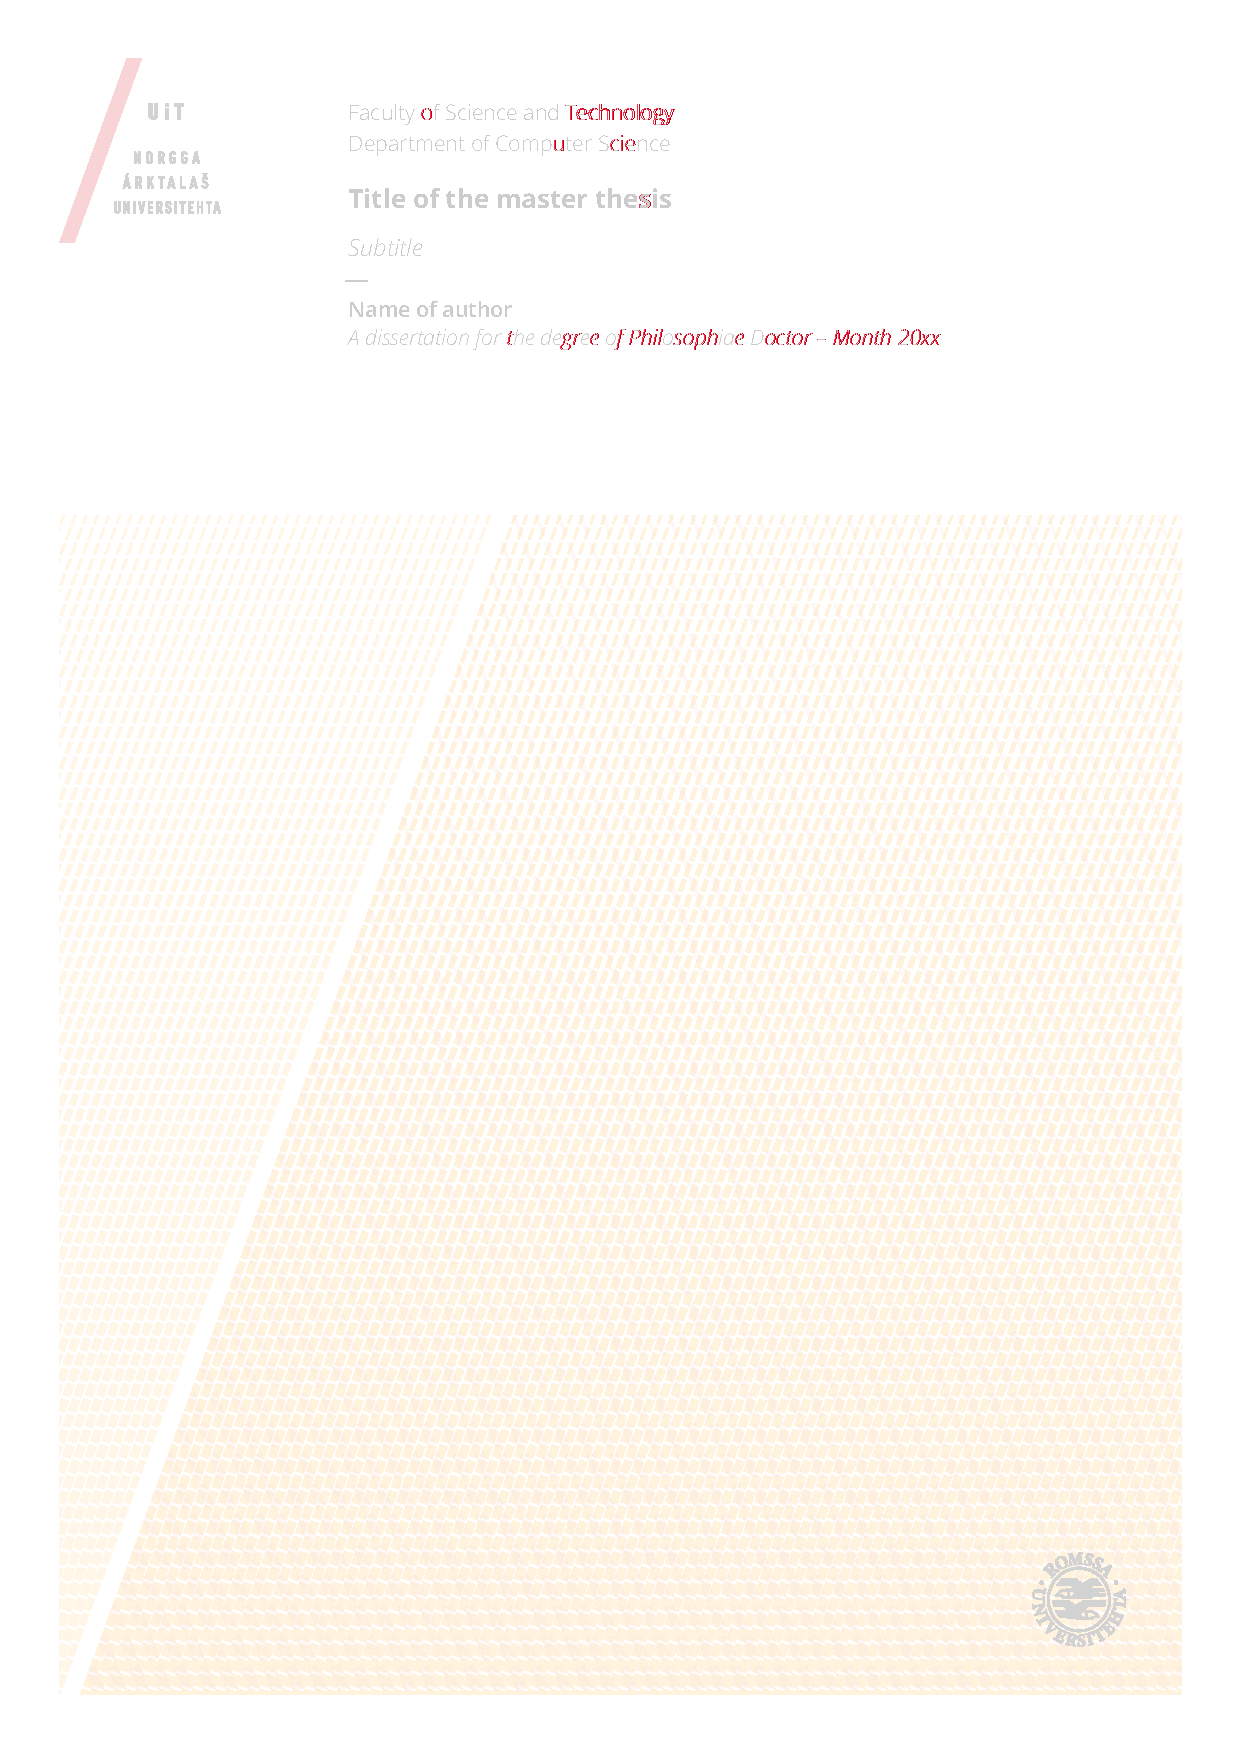 UiT
NORGGA
ÁRKTALAŠ
UNIVERSITEHTA
Faculty of Science and Technology
Department of Computer Science
Title of the master thesis
Subtitle
—
Name of author
A dissertation for the degree of Philosophiae Doctor – Month 20xx
· ROMSSA ·
UNIVERSITEHTA